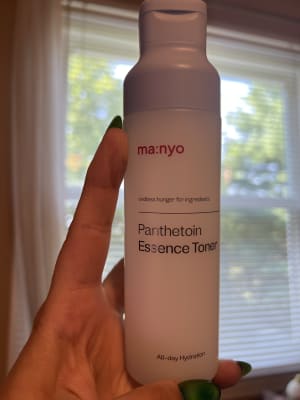 ma:nyo
endless hunger for ingredients
Panthetoin
Essence Toner
All-day Hydration